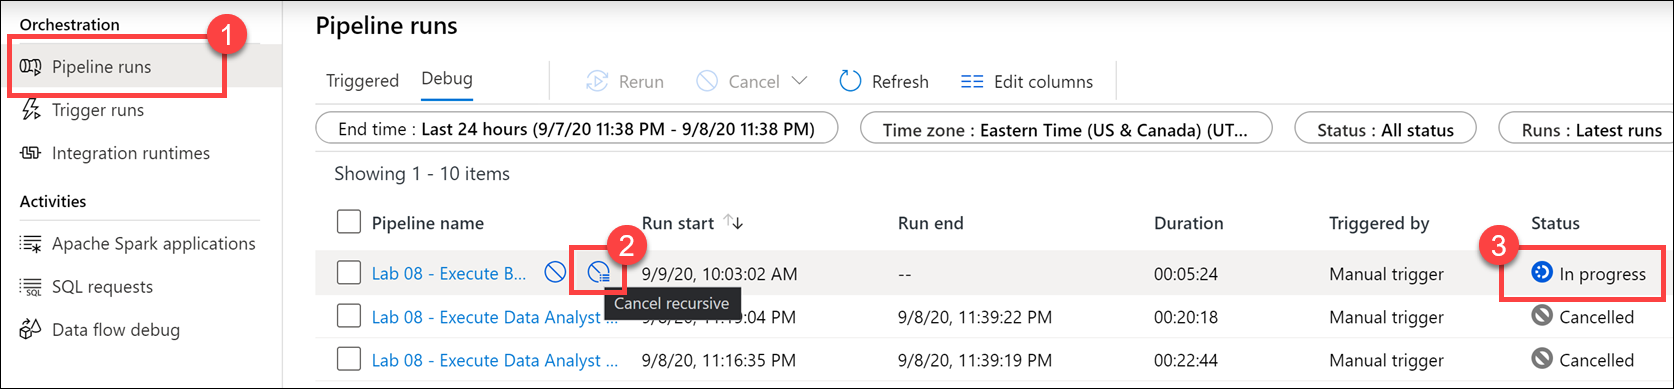 Orchestration
1
Pipeline runs
Trigger runs
Integration runtimes
Activities
Apache Spark applications
SQL requests
SQL
Data flow debug
Pipeline runs
Triggered Debug Rerun Cancel Refresh Edit columns
End time : Last 24 hours (9/7/20 11:38 PM - 9/8/20 11:38 PM) Time zone : Eastern Time (US & Canada) (UT... Status : All status Runs : Latest runs
Showing 1 - 10 items
Pipeline name Run start Run end Duration Triggered by Status
2 3
Lab 08 - Execute B... 9/9/20, 10:03:02 AM -- 00:05:24 Manual trigger In progress
Cancel recursive
Lab 08 - Execute Data Analyst ... :04 PM 9/8/20, 11:39:22 PM 00:20:18 Manual trigger Cancelled
Lab 08 - Execute Data Analyst ... 9/8/20, 11:16:35 PM 9/8/20, 11:39:19 PM 00:22:44 Manual trigger Cancelled